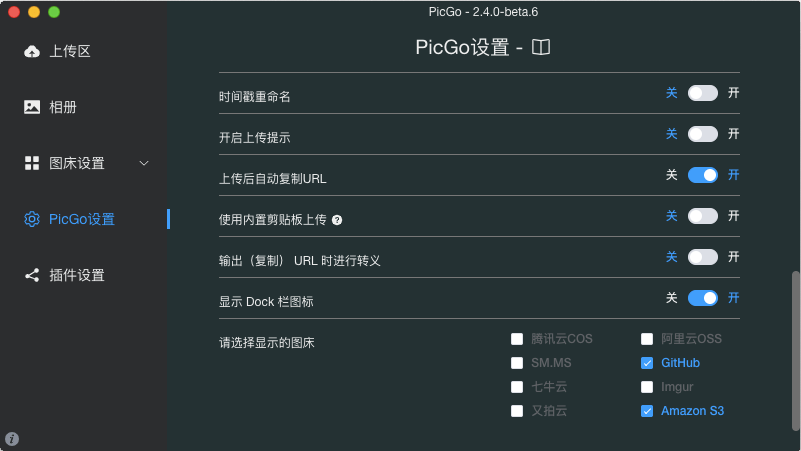 PicGo - 2.4.0-beta.6
上传区
相册
图床设置
PicGo设置
插件设置
PicGo设置 -
时间戳重命名 关 开
开启上传提示 关 开
上传后自动复制URL 关 开
使用内置剪贴板上传 关 开
输出（复制） URL 时进行转义 关 开
显示 Dock 栏图标 关 开
请选择显示的图床 腾讯云COS 阿里云OSS
SM.MS GitHub
七牛云 Imgur
又拍云 Amazon S3